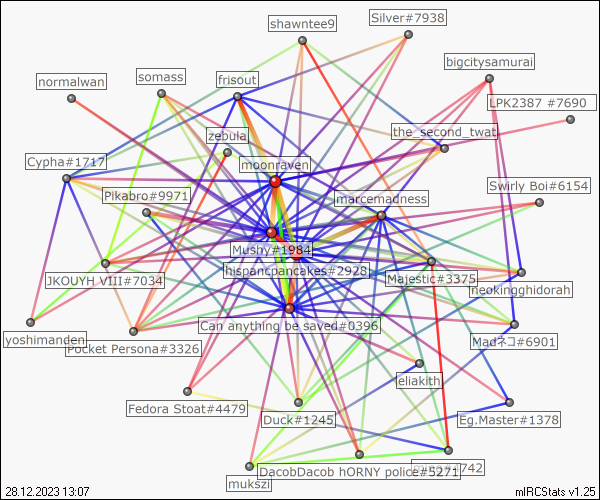 shawntee9
Silver#7938
bigcitysamurai
somass
frisout
normalwan
LPK2387 #7690
the_second_twat
zebula
Cypha#1717
moonraven
Swirly Boi#6154
Pikabro#9971
marcemadness
Mushy#1984
hispancpancakes#2928
JKOUYH VIII#7034
Majestic#3375
neokingghidorah
Can anything be saved#0396
yoshimanden
Pocket Persona#3326
Madネコ#6901
eliakith
Fedora Stoat#4479
Duck#1245
Eg.Master#1378
DacobDacob hORNY police#5271
mukszi
28.12.2023 13:07
mIRCStats v1.25